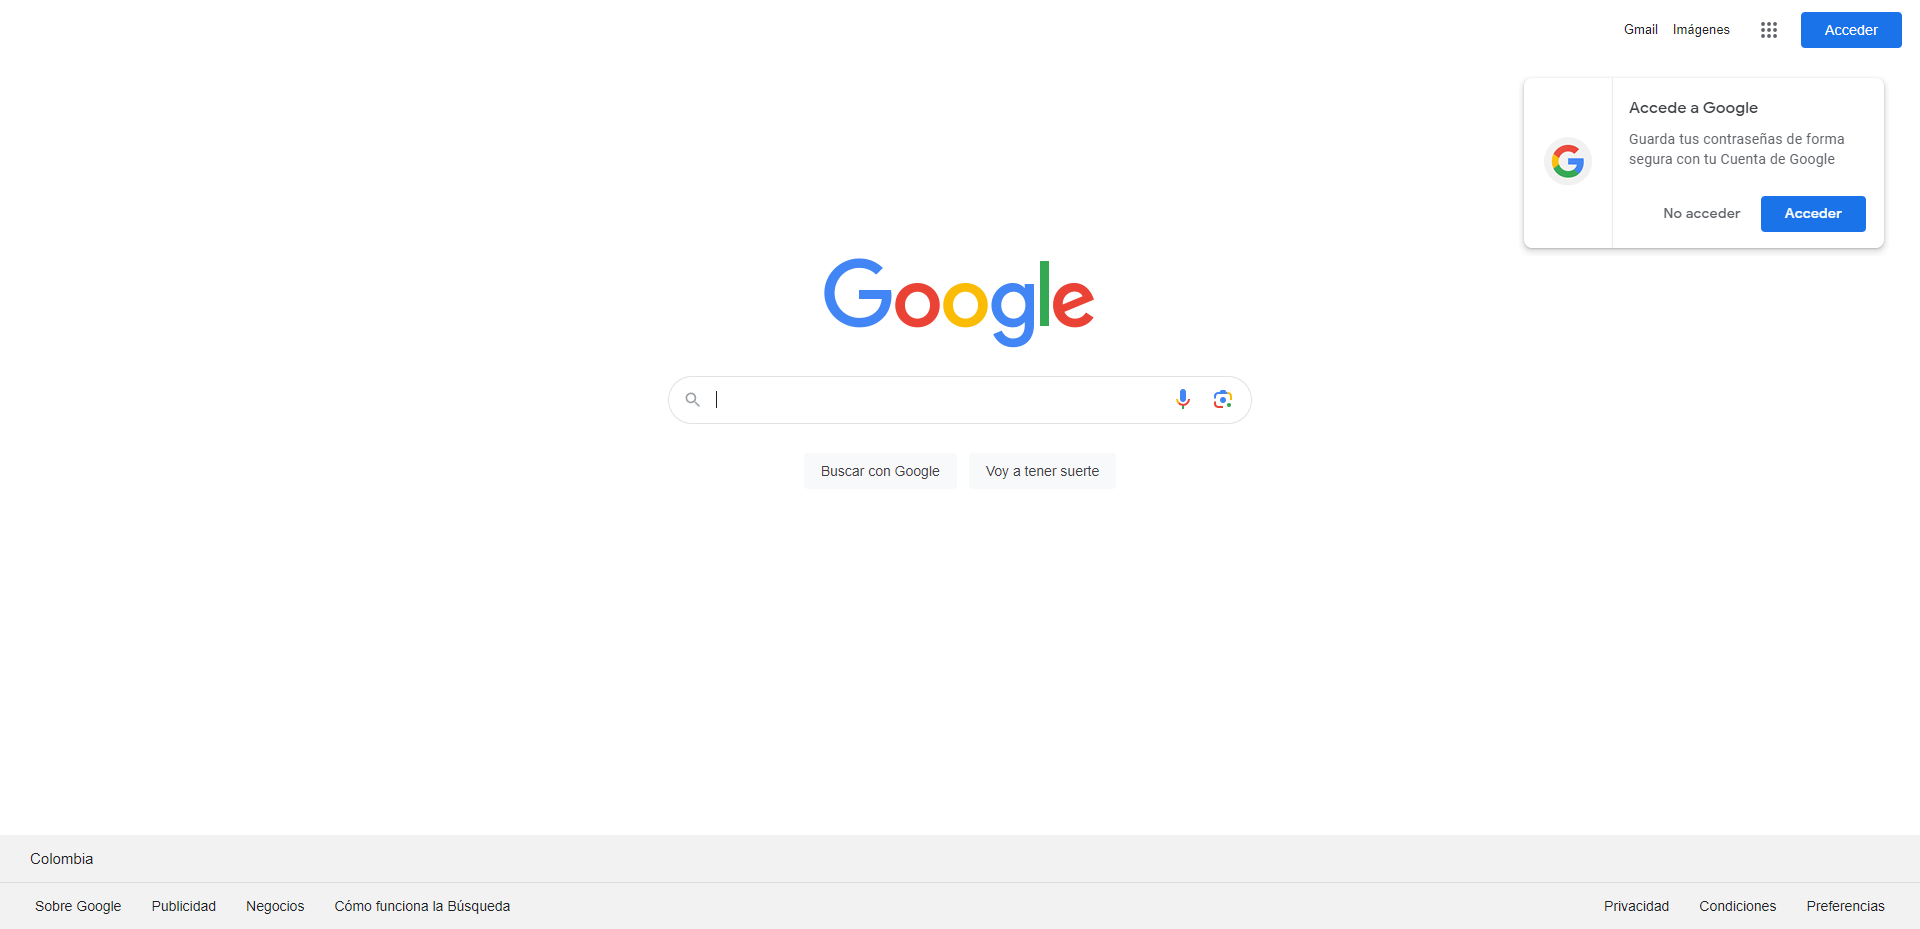 Gmail Imágenes Acceder
Accede a Google
Guarda tus contraseñas de forma
segura con tu Cuenta de Google
No acceder Acceder
Google
Buscar con Google Voy a tener suerte
Colombia
Sobre Google Publicidad Negocios Cómo funciona la Búsqueda Privacidad Condiciones Preferencias